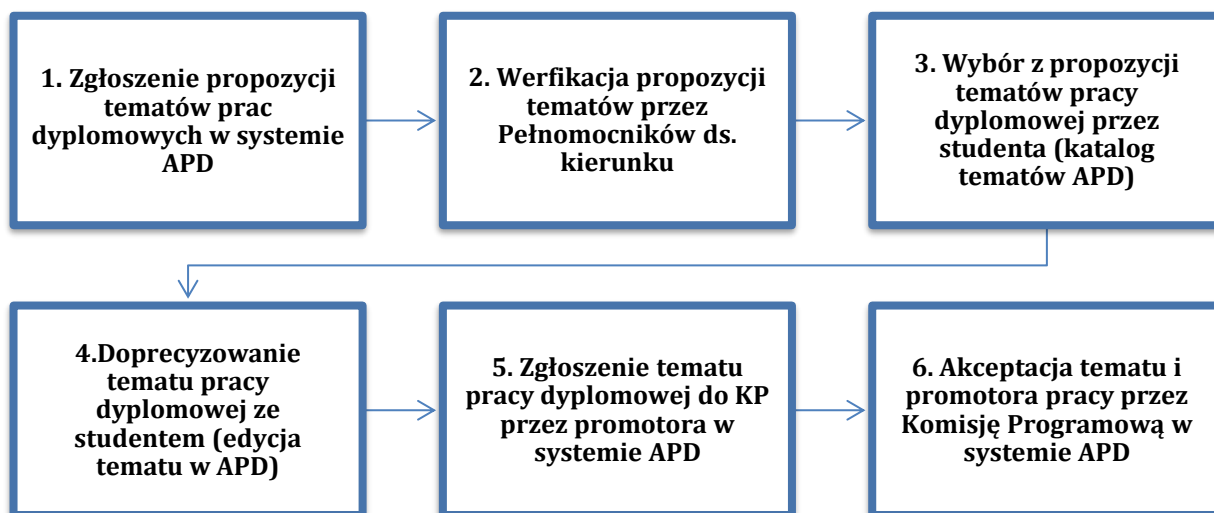 1. Zgłoszenie propozycji
tematów prac
dyplomowych w systemie
APD
2. Werfikacja propozycji
tematów przez
Pełnomocników ds.
kierunku
3. Wybór z propozycji
tematów pracy
dyplomowej przez
studenta (katalog
tematów APD)
4.Doprecyzowanie
tematu pracy
dyplomowej ze
studentem (edycja
tematu w APD)
5. Zgłoszenie tematu
pracy dyplomowej do KP
przez promotora w
systemie APD
6. Akceptacja tematu i
promotora pracy przez
Komisję Programową w
systemie APD